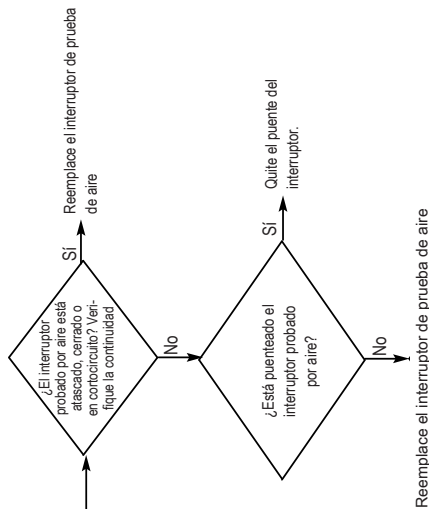 ¿El interruptor
probado por aire está
atascado, cerrado o
en cortocircuito? Veri-
fique la continuidad
Sí
Reemplace el interruptor de prueba
de aire
No
¿Está puenteado el
interruptor probado
por aire?
Sí
Quite el puente del
interruptor.
No
Reemplace el interruptor de prueba de aire